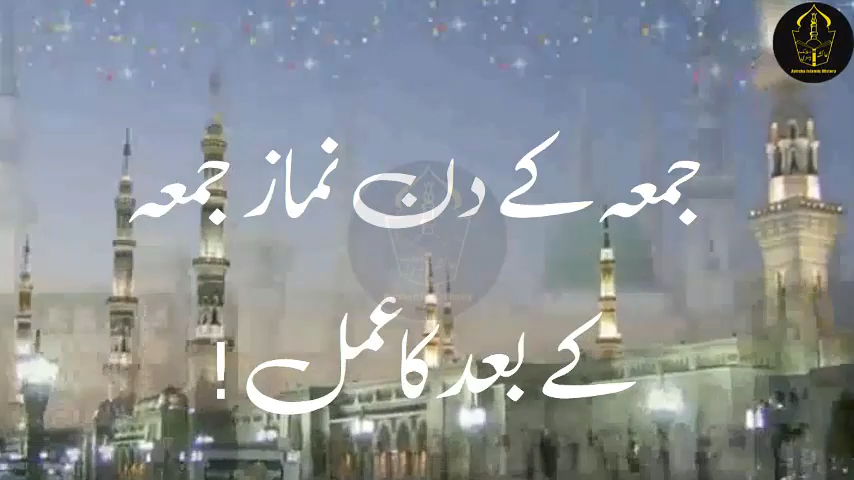 جمعہ کے دن نماز جمعہ
کے بعد کا عمل !